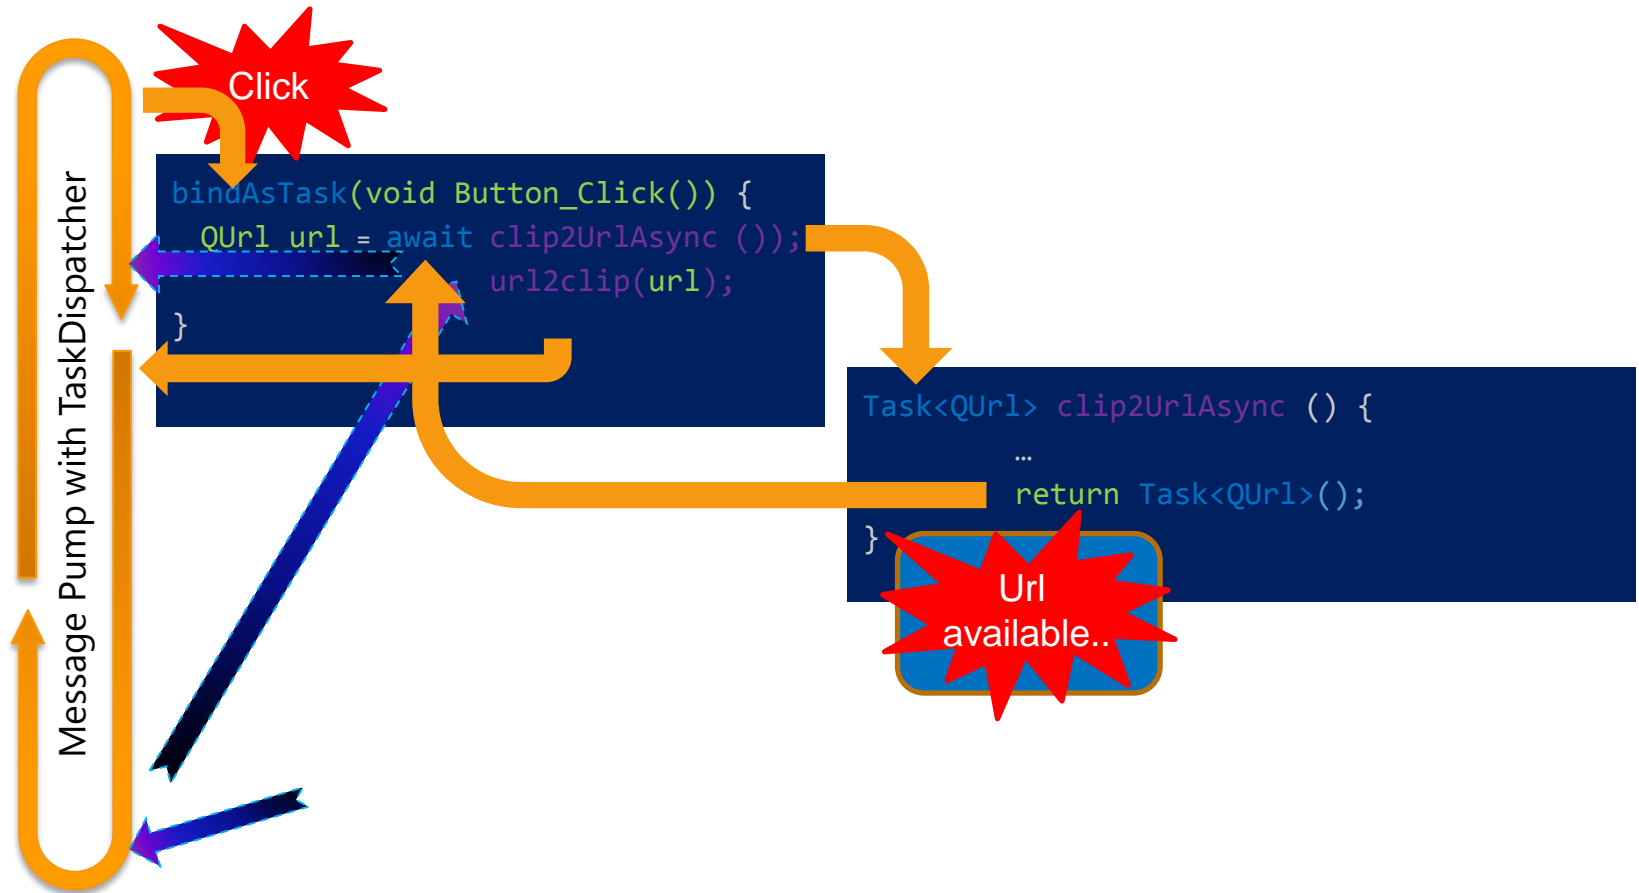 Click
Message Pump with TaskDispatcher
bindAsTask(void Button_Click()) {
QUrl url = await clip2UrlAsync ());
url2clip(url);
}
Task<QUrl> clip2UrlAsync () {
…
return Task<QUrl>();
}
Url
available..